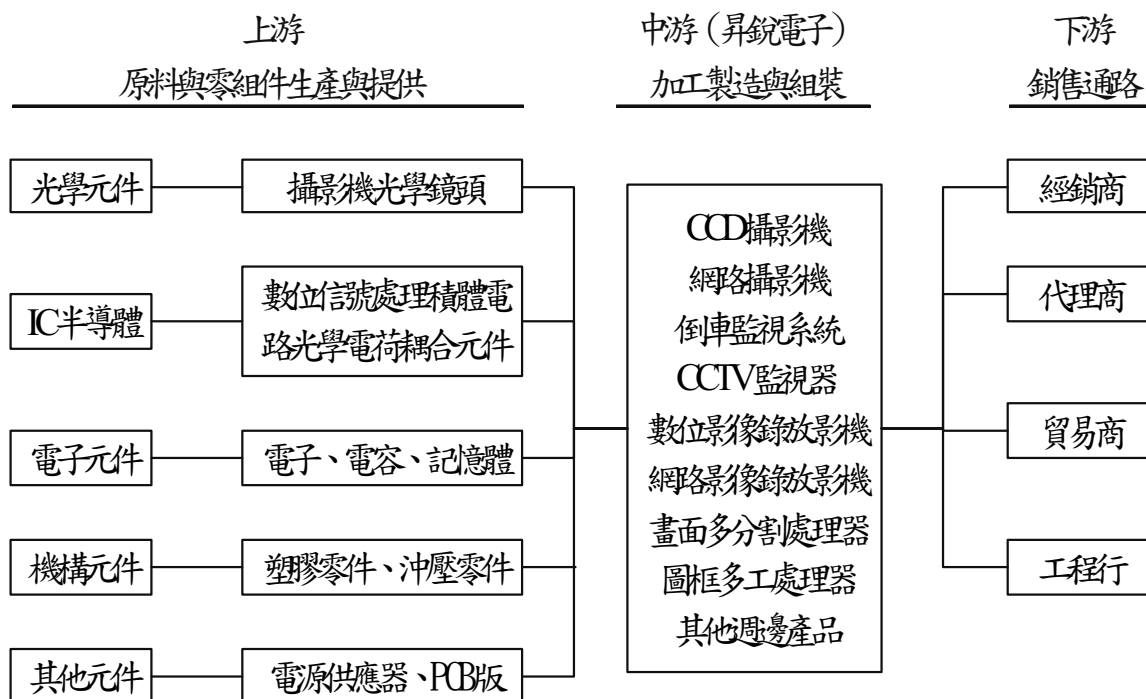 上游
原料與零組件生產與提供
中游(昇銳電子)
加工製造與組裝
下游
銷售通路
光學元件
攝影機光學鏡頭
IC半導體
數位信號處理積體電
路光學電荷耦合元件
電子元件
電子、電容、記憶體
機構元件
塑膠零件、沖壓零件
其他元件
電源供應器、PCB版
CCD攝影機
網路攝影機
倒車監視系統
CCTV監視器
數位影像錄放影機
網路影像錄放影機
畫面多分割處理器
圖框多工處理器
其他週邊產品
經銷商
代理商
貿易商
工程行